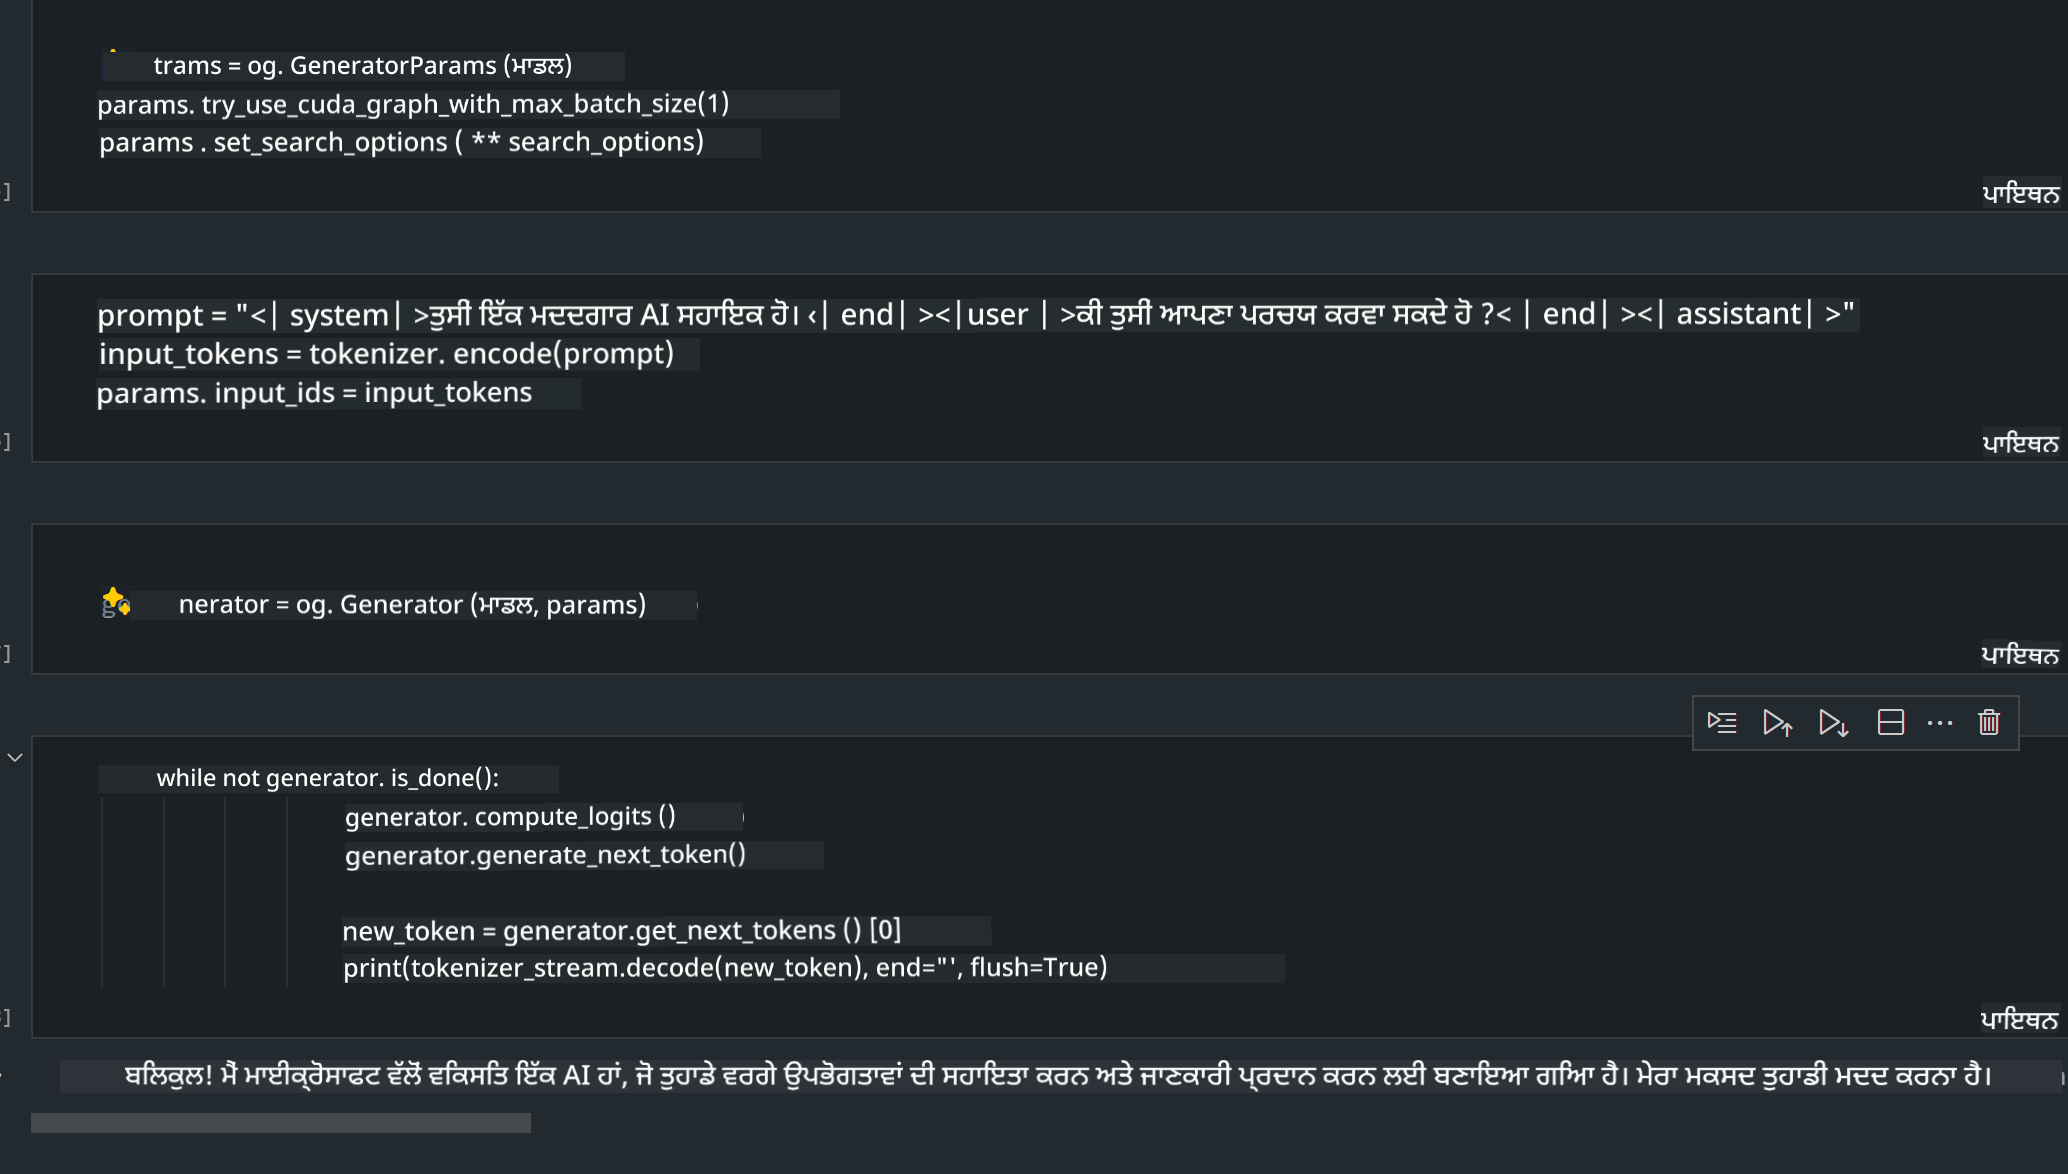 trams = og. GeneratorParams (ਮਾਡਲ)
params. try_use_cuda_graph_with_max_batch_size(1)
params . set_search_options ( ** search_options)
]
ਪਾਇਥਨ
prompt = "<| system| >ਤੁਸੀਂ ਇੱਕ ਮਦਦਗਾਰ AI ਸਹਾਇਕ ਹੋ। ‹| end| ><|user | >ਕੀ ਤੁਸੀਂ ਆਪਣਾ ਪਰਚਯ ਕਰਵਾ ਸਕਦੇ ਹੋ ?< | end| ><| assistant| >"
input_tokens = tokenizer. encode(prompt)
params. input_ids = input_tokens
]
ਪਾਇਥਨ
nerator = og. Generator (ਮਾਡਲ, params)
]
ਪਾਇਥਨ
while not generator. is_done():
generator. compute_logits ()
generator.generate_next_token()
new_token = generator.get_next_tokens () [0]
print(tokenizer_stream.decode(new_token), end="', flush=True)
]
ਪਾਇਥਨ
ਬਲਿਕੁਲ! ਮੈਂ ਮਾਈਕ੍ਰੋਸਾਫਟ ਵੱਲੋਂ ਵਕਿਸਤਿ ਇੱਕ AI ਹਾਂ, ਜੋ ਤੁਹਾਡੇ ਵਰਗੇ ਉਪਭੋਗਤਾਵਾਂ ਦੀ ਸਹਾਇਤਾ ਕਰਨ ਅਤੇ ਜਾਣਕਾਰੀ ਪ੍ਰਦਾਨ ਕਰਨ ਲਈ ਬਣਾਇਆ ਗਆਿ ਹੈ। ਮੇਰਾ ਮਕਸਦ ਤੁਹਾਡੀ ਮਦਦ ਕਰਨਾ ਹੈ।